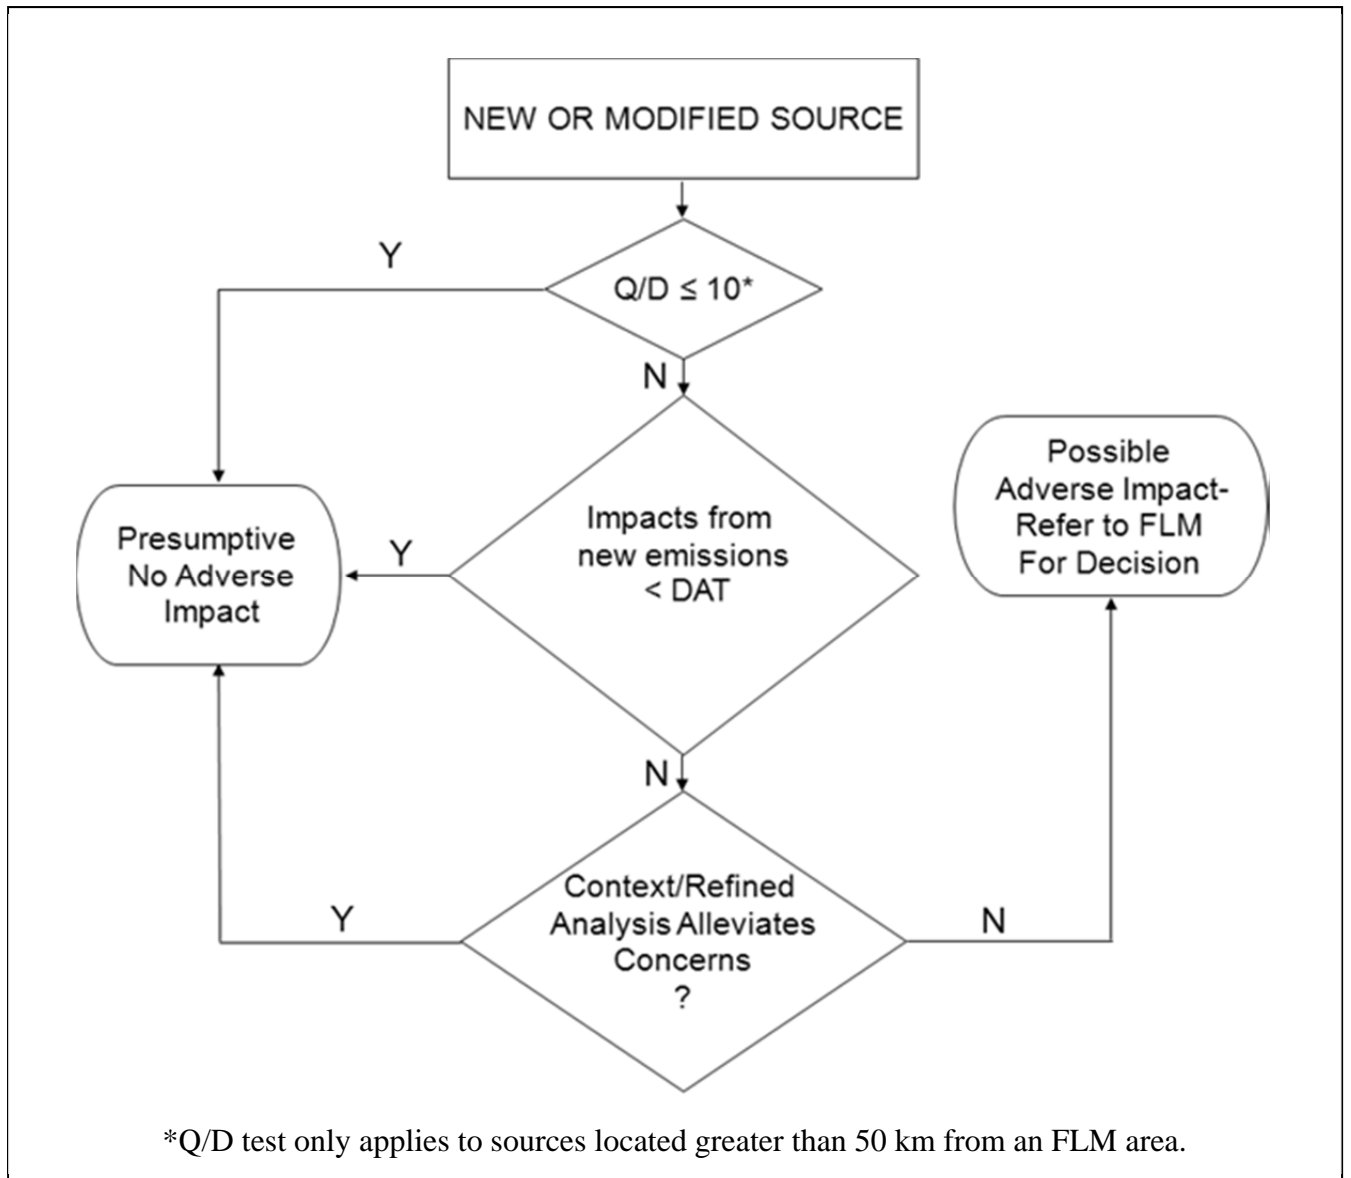 NEW OR MODIFIED SOURCE
Y
Q/D ≤ 10*
N
Impacts from
new emissions
< DAT
Y
Presumptive
No Adverse
Impact
Possible
Adverse Impact-
Refer to FLM
For Decision
N
Context/Refined
Analysis Alleviates
Concerns
?
Y
N
*Q/D test only applies to sources located greater than 50 km from an FLM area.